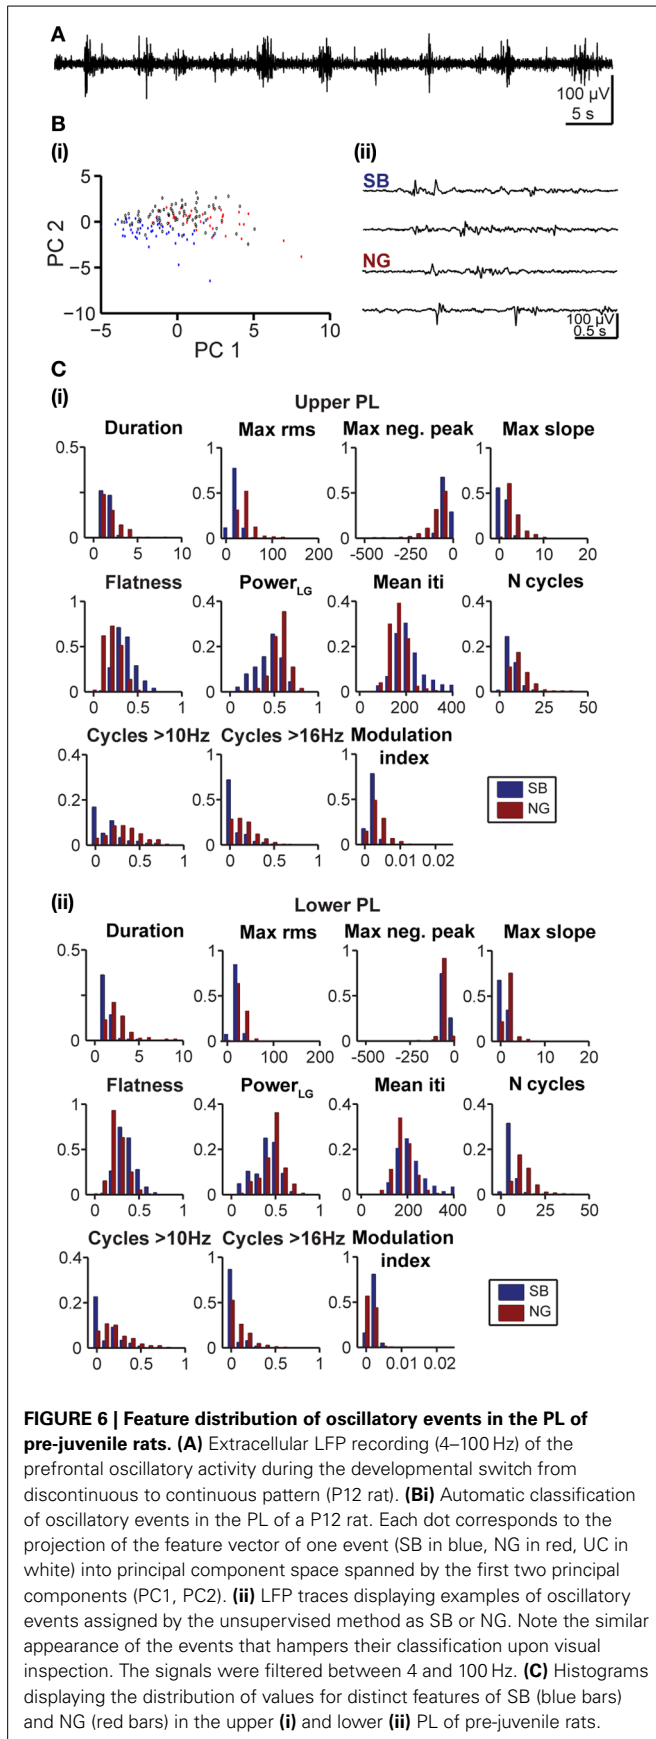 A
100 µV
5 s
B
(i)
(ii)
5
0
−5
−10
PC 2
−5
0
5
10
PC 1
SB
NG
100 µV
0.5 s
C
(i)
Upper PL
Duration
Max rms
Max neg. peak
Max slope
0.5
0
0 5 10
1
0.5
0
0 100 200
1
0.5
0
-500 -250 0
1
0.5
0
0 20
Flatness
PowerLG
Mean iti
N cycles
1
0.5
0
0 0.5 1
0.4
0.2
0
0 0.5 1
0.4
0.2
0
0 200 400
0.4
0.2
0
0 25 50
Cycles >10Hz
Cycles >16Hz
Modulation
index
0.4
0.2
0
0 0.5 1
1
0.5
0
0 0.5 1
1
0.5
0
0 0.01 0.02
SB
NG
(ii)
Lower PL
Duration
Max rms
Max neg. peak
Max slope
0.5
0
0 5 10
1
0.5
0
0 100 200
1
0.5
0
-500 -250 0
1
0.5
0
0 20
Flatness
PowerLG
Mean iti
N cycles
1
0.5
0
0 0.5 1
0.4
0.2
0
0 0.5 1
0.4
0.2
0
0 200 400
0.4
0.2
0
0 25 50
Cycles >10Hz
Cycles >16Hz
Modulation
index
0.4
0.2
0
0 0.5 1
1
0.5
0
0 0.5 1
1
0.5
0
0 0.01 0.02
SB
NG
FIGURE 6 | Feature distribution of oscillatory events in the PL of
pre-juvenile rats. (A) Extracellular LFP recording (4–100 Hz) of the
prefrontal oscillatory activity during the developmental switch from
discontinuous to continuous pattern (P12 rat). (Bi) Automatic classification
of oscillatory events in the PL of a P12 rat. Each dot corresponds to the
projection of the feature vector of one event (SB in blue, NG in red, UC in
white) into principal component space spanned by the first two principal
components (PC1, PC2). (ii) LFP traces displaying examples of oscillatory
events assigned by the unsupervised method as SB or NG. Note the similar
appearance of the events that hampers their classification upon visual
inspection. The signals were filtered between 4 and 100 Hz. (C) Histograms
displaying the distribution of values for distinct features of SB (blue bars)
and NG (red bars) in the upper (i) and lower (ii) PL of pre-juvenile rats.